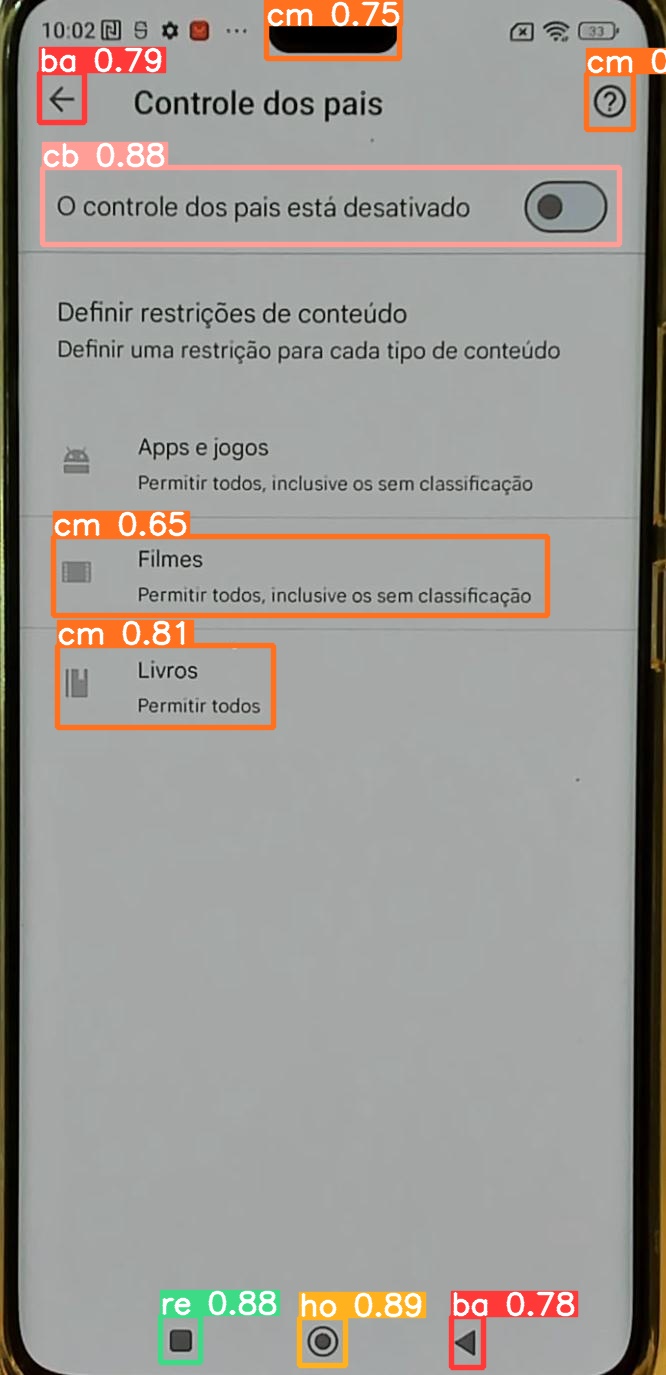 10:02
33
cm 0.75
ba 0.79
cm 0
Controle dos pais
cb 0.88
O controle dos pais está desativado
Definir restrições de conteúdo
Definir uma restrição para cada tipo de conteúdo
Apps e jogos
Permitir todos, inclusive os sem classificação
cm 0.65
Filmes
Permitir todos, inclusive os sem classificação
cm 0.81
Livros
Permitir todos
re 0.88
ho 0.89
ba 0.78